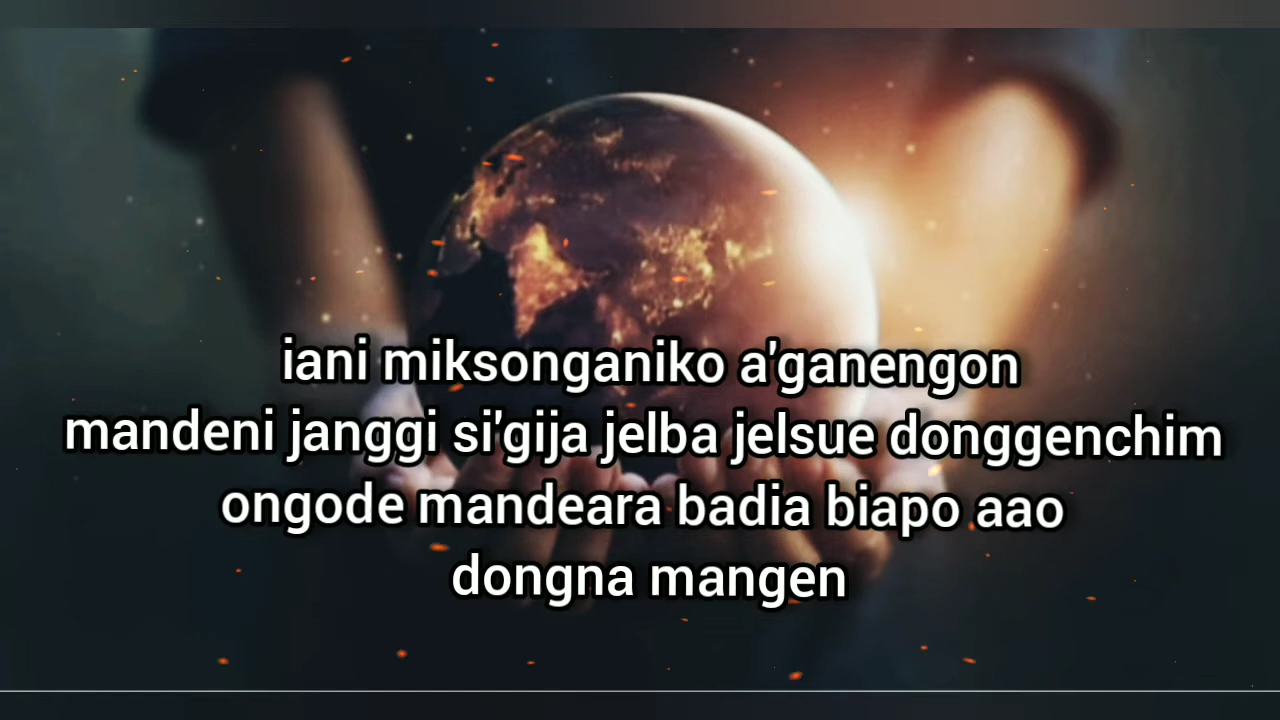 iani miksonganiko a'ganengon
mandeni janggi si'gija jelba jelsue donggenchim
ongode mandeara badia biapo aao
dongna mangen